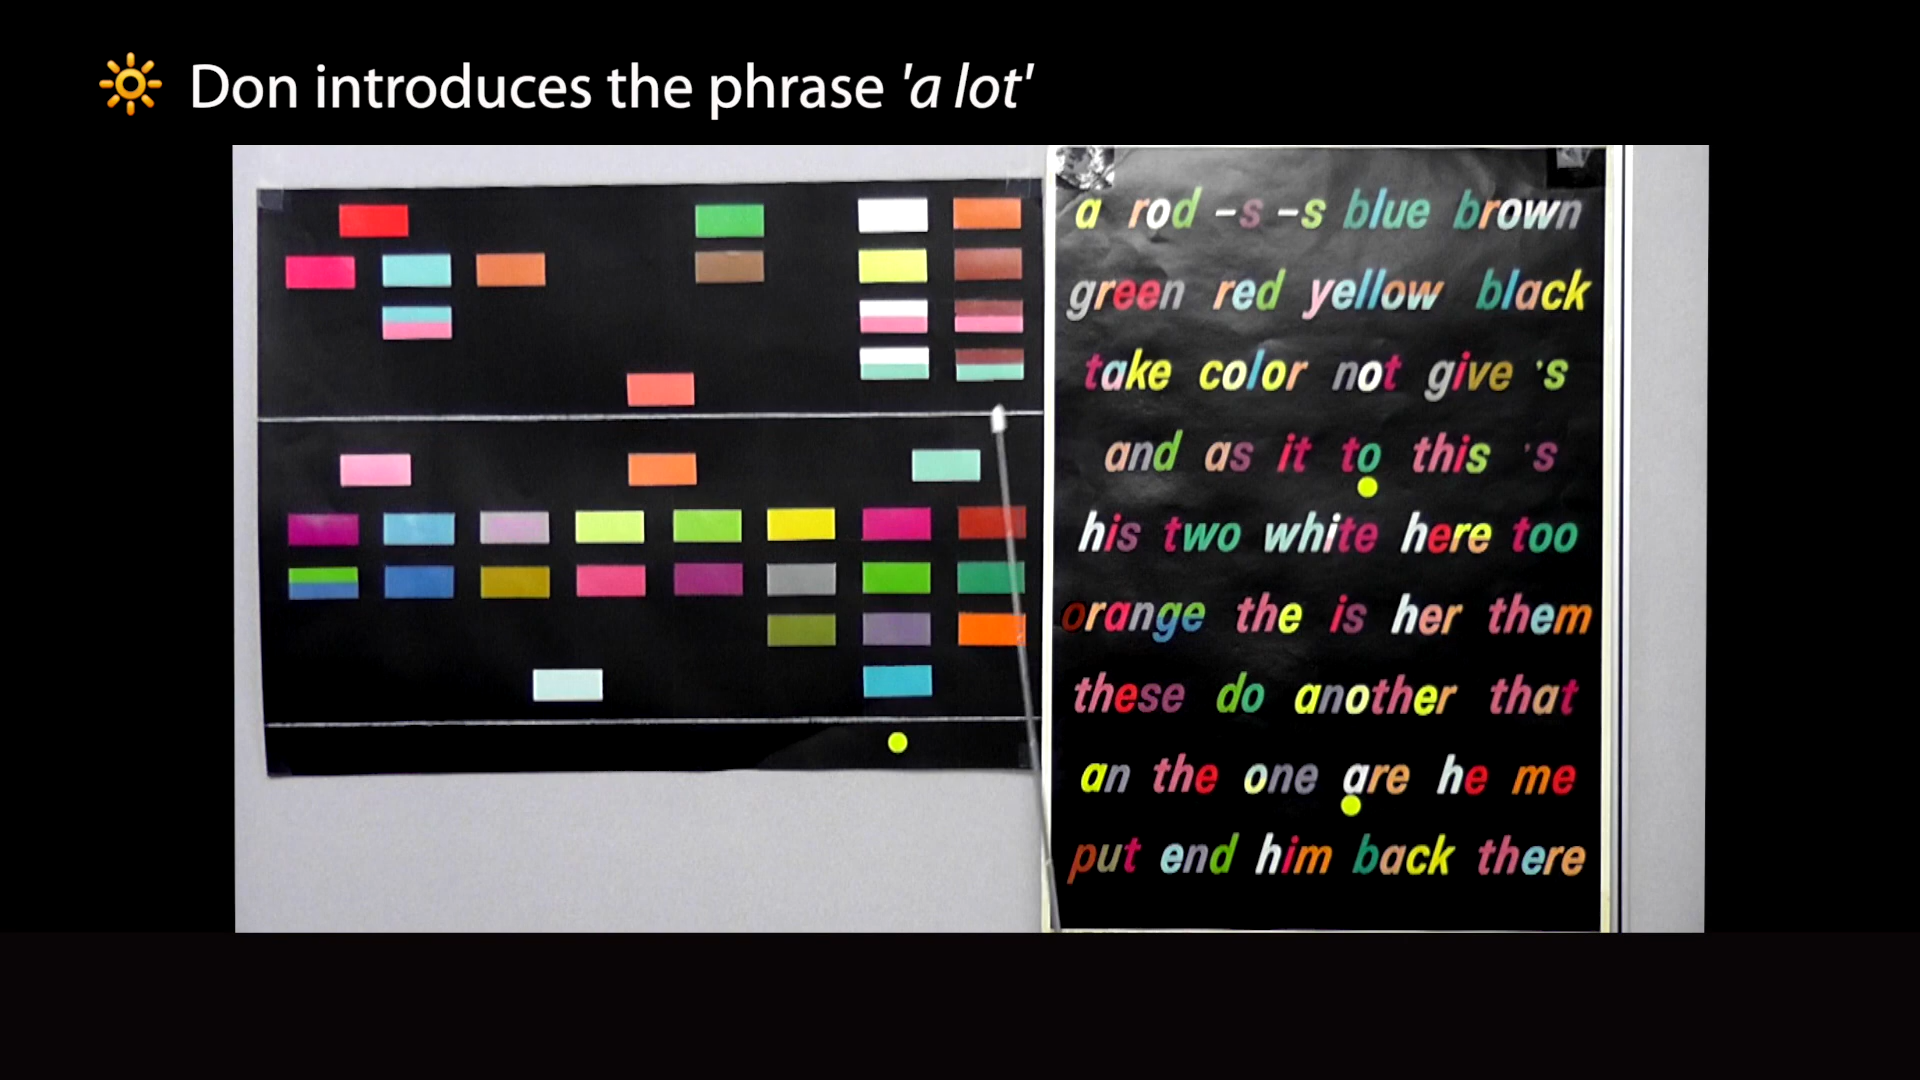 Don introduces the phrase 'a lot'
a rod -s -s blue brown
green red yellow black
take color not give 's
and as it to this 's
his two white here too
orange the is her them
these do another that
an the one are he me
put end him back there